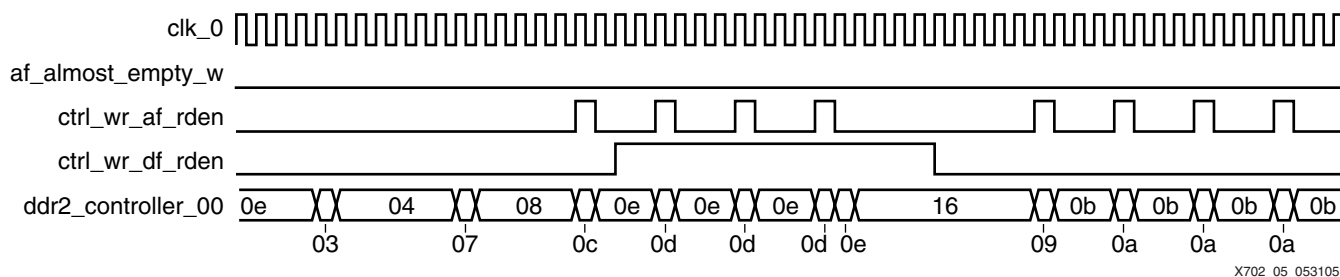 clk_0
af_almost_empty_w
ctrl_wr_af_rden
ctrl_wr_df_rden
ddr2_controller_00 0e 04 08 0e 0e 0e 16 0b 0b 0b 0b
03 07 0c 0d 0d 0d 0e 09 0a 0a 0a
X702_05_053105